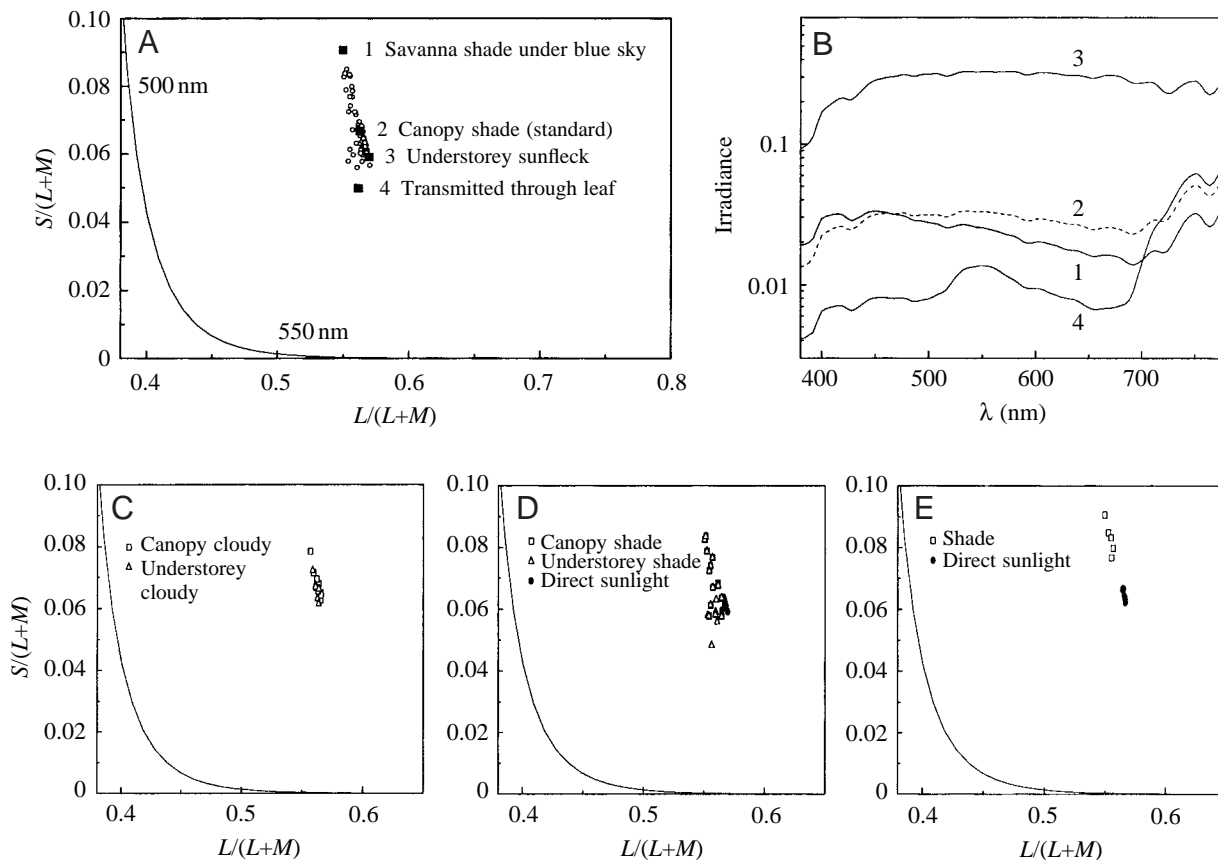 A
0.10
0.08
0.06
0.04
0.02
0
S/(L+M)
500 nm
550 nm
1 Savanna shade under blue sky
2 Canopy shade (standard)
3 Understorey sunfleck
4 Transmitted through leaf
0.4
0.5
0.6
0.7
0.8
L/(L+M)
B
Irradiance
0.1
0.01
3
2
1
4
400
500
600
700
λ (nm)
C
0.10
0.08
0.06
0.04
0.02
0
S/(L+M)
Canopy cloudy
Understorey
cloudy
0.4
0.5
0.6
L/(L+M)
D
0.10
0.08
0.06
0.04
0.02
0
Canopy shade
Understorey shade
Direct sunlight
0.4
0.5
0.6
L/(L+M)
E
0.10
0.08
0.06
0.04
0.02
0
Shade
Direct sunlight
0.4
0.5
0.6
L/(L+M)